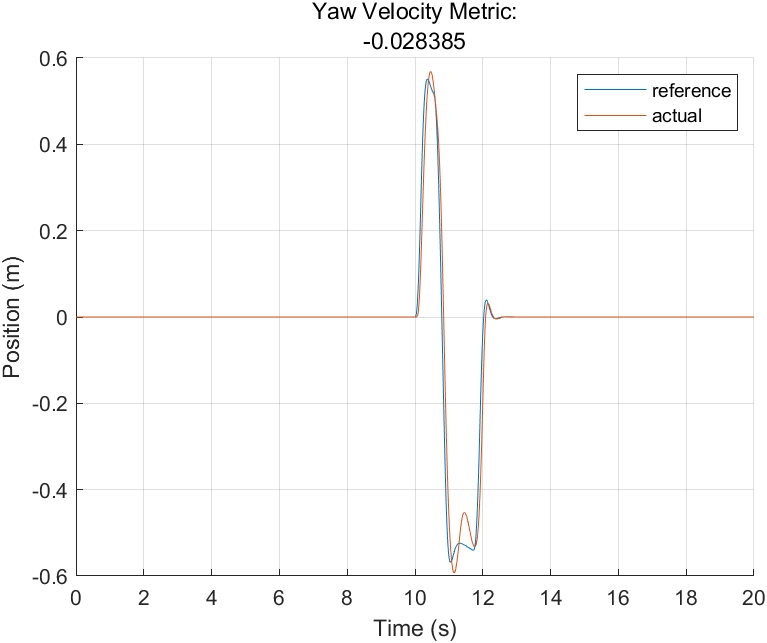 Yaw Velocity Metric:
-0.028385
reference
actual
0.6
0.4
0.2
0
-0.2
-0.4
-0.6
Position (m)
0 2 4 6 8 10 12 14 16 18 20
Time (s)